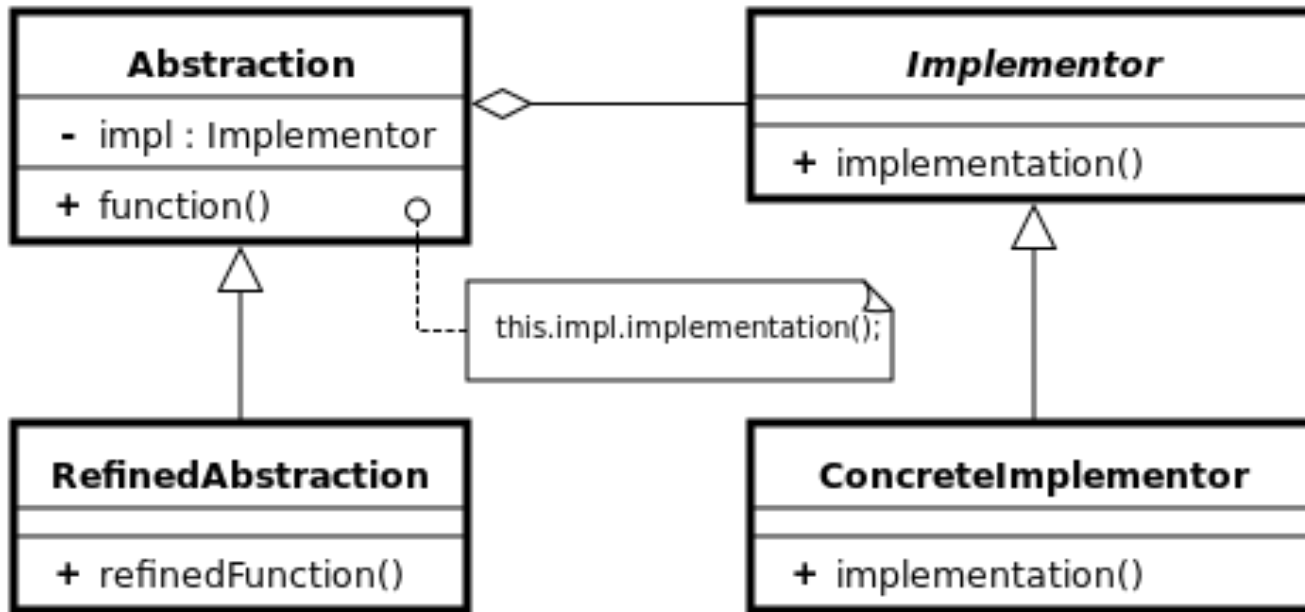 Abstraction
- impl : Implementor
+ function()
Implementor
+ implementation()
this.impl.implementation();
RefinedAbstraction
+ refinedFunction()
ConcreteImplementor
+ implementation()